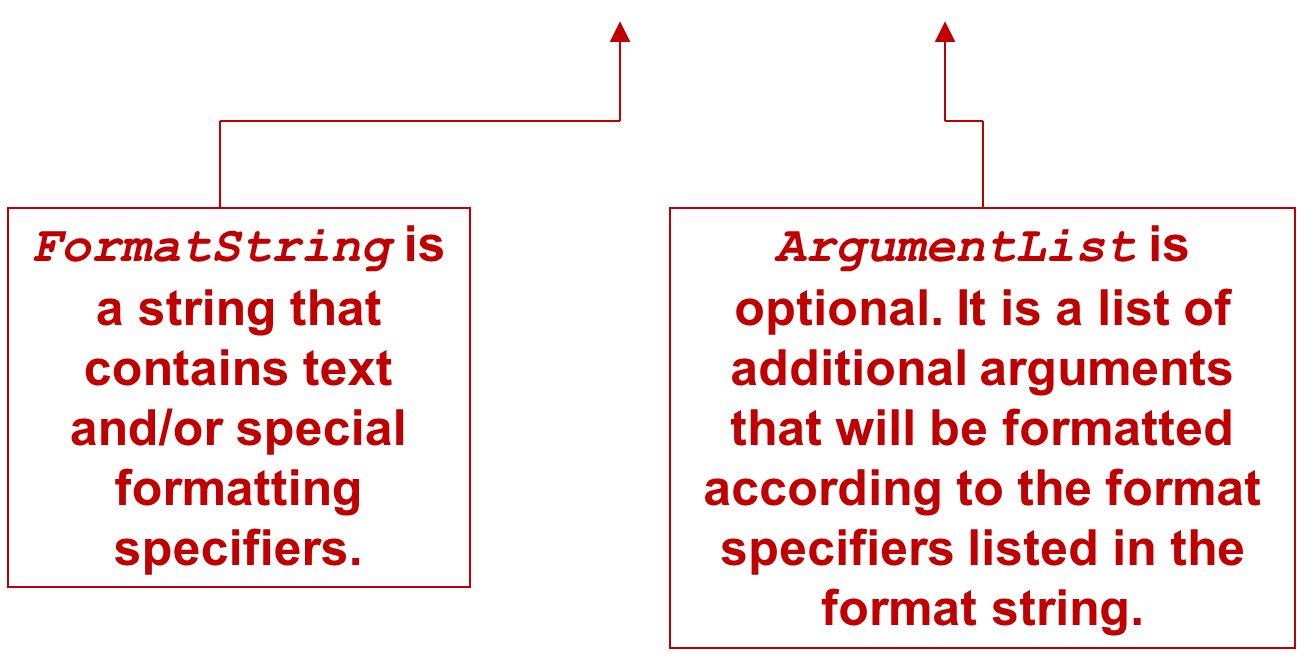 FormatString is
a string that
contains text
and/or special
formatting
specifiers.
ArgumentList is
optional. It is a list of
additional arguments
that will be formatted
according to the format
specifiers listed in the
format string.